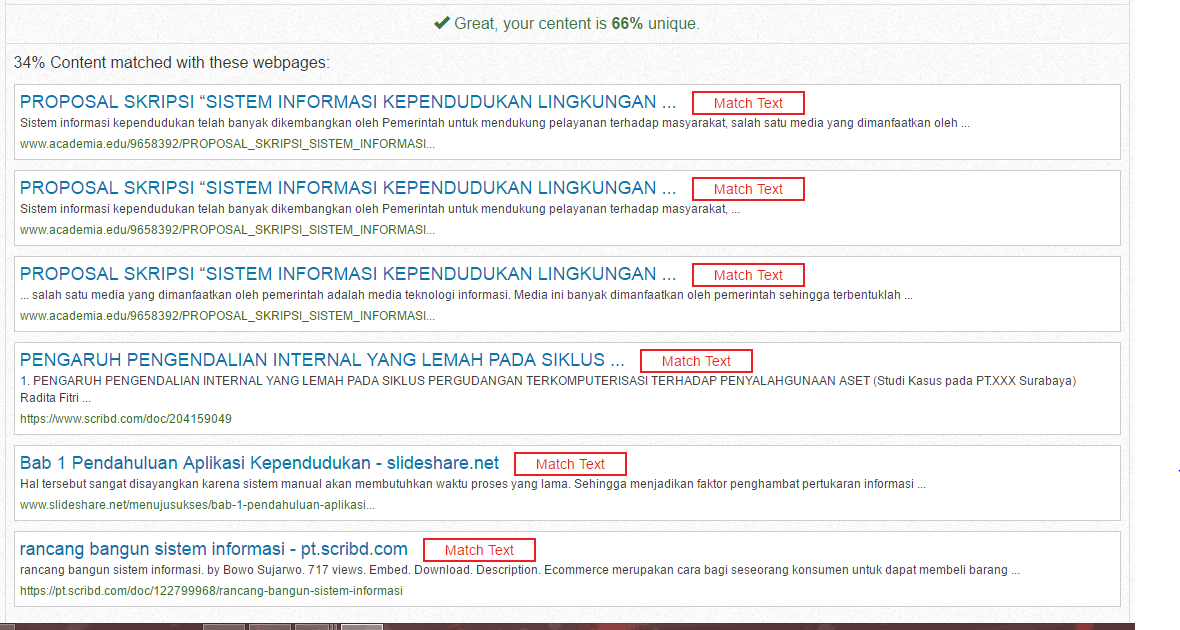 Great, your centent is 66% unique.
34% Content matched with these webpages:
PROPOSAL SKRIPSI “SISTEM INFORMASI KEPENDUDUKAN LINGKUNGAN ... Match Text
Sistem informasi kependudukan telah banyak dikembangkan oleh Pemerintah untuk mendukung pelayanan terhadap masyarakat, salah satu media yang dimanfaatkan oleh ...
www.academia.edu/9658392/PROPOSAL_SKRIPSI_SISTEM_INFORMASI...
PROPOSAL SKRIPSI “SISTEM INFORMASI KEPENDUDUKAN LINGKUNGAN ... Match Text
Sistem informasi kependudukan telah banyak dikembangkan oleh Pemerintah untuk mendukung pelayanan terhadap masyarakat, ...
www.academia.edu/9658392/PROPOSAL_SKRIPSI_SISTEM_INFORMASI...
PROPOSAL SKRIPSI “SISTEM INFORMASI KEPENDUDUKAN LINGKUNGAN ... Match Text
... salah satu media yang dimanfaatkan oleh pemerintah adalah media teknologi informasi. Media ini banyak dimanfaatkan oleh pemerintah sehingga terbentuklah ...
www.academia.edu/9658392/PROPOSAL_SKRIPSI_SISTEM_INFORMASI...
PENGARUH PENGENDALIAN INTERNAL YANG LEMAH PADA SIKLUS ... Match Text
1. PENGARUH PENGENDALIAN INTERNAL YANG LEMAH PADA SIKLUS PERGUDANGAN TERKOMPUTERISASI TERHADAP PENYALAHGUNAAN ASET (Studi Kasus pada PT.XXX Surabaya)
Radita Fitri ...
https://www.scribd.com/doc/204159049
Bab 1 Pendahuluan Aplikasi Kependudukan - slideshare.net Match Text
Hal tersebut sangat disayangkan karena sistem manual akan membutuhkan waktu proses yang lama. Sehingga menjadikan faktor penghambat pertukaran informasi ...
www.slideshare.net/menujusukses/bab-1-pendahuluan-aplikasi...
rancang bangun sistem informasi - pt.scribd.com Match Text
rancang bangun sistem informasi. by Bowo Sujarwo. 717 views. Embed. Download. Description. Ecommerce merupakan cara bagi seseorang konsumen untuk dapat membeli barang ...
https://pt.scribd.com/doc/122799968/rancang-bangun-sistem-informasi